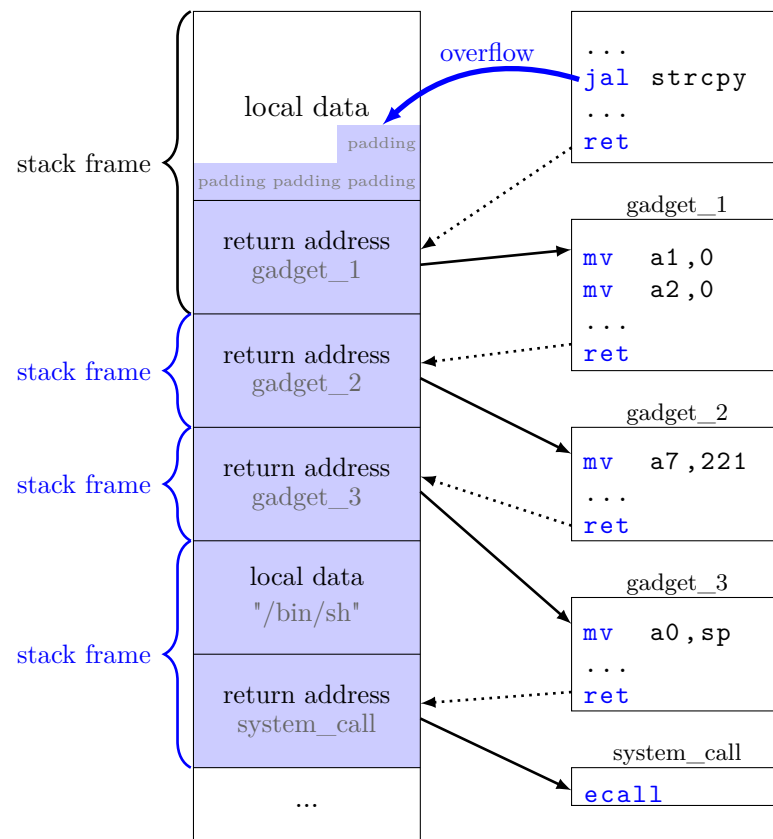 overflow
...
jal strcpy
...
ret
local data
padding
padding padding padding
stack frame
return address
gadget_1
gadget_1
mv a1,0
mv a2,0
...
ret
stack frame
return address
gadget_2
gadget_2
mv a7,221
...
ret
stack frame
return address
gadget_3
gadget_3
mv a0,sp
...
ret
stack frame
local data
"/bin/sh"
return address
system_call
system_call
ecall
...